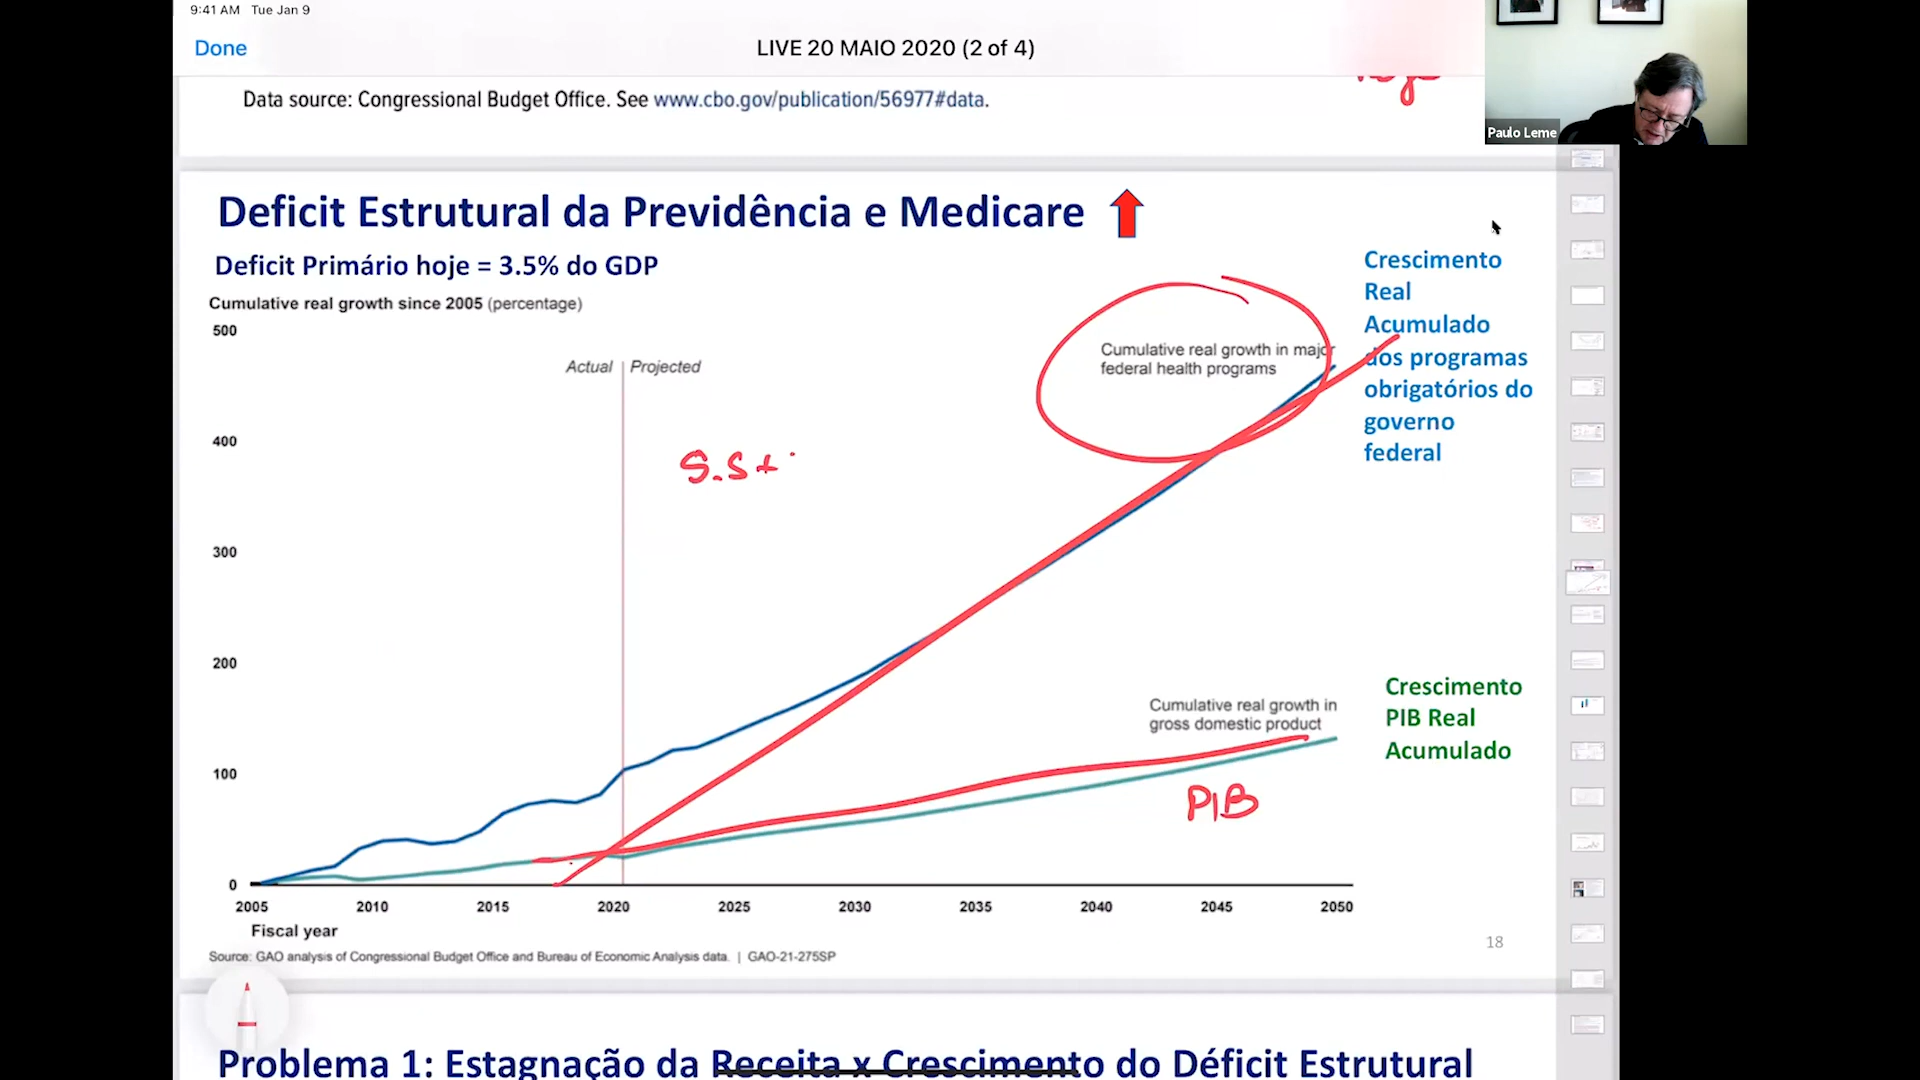 9:41 AM Tue Jan 9
Done
LIVE 20 MAIO 2020 (2 of 4)
Data source: Congressional Budget Office. See www.cbo.gov/publication/56977#data.
Paulo Leme
Deficit Estrutural da Previdência e Medicare
Deficit Primário hoje = 3.5% do GDP
Cumulative real growth since 2005 (percentage)
500
400
300
200
100
0
Actual
Projected
Cumulative real growth in major
federal health programs
S.S+
Crescimento
Real
Acumulado
dos programas
obrigatórios do
governo
federal
Cumulative real growth in
gross domestic product
PIB
Crescimento
PIB Real
Acumulado
2005 2010 2015 2020 2025 2030 2035 2040 2045 2050
Fiscal year
Source: GAO analysis of Congressional Budget Office and Bureau of Economic Analysis data. | GAO-21-275SP
18
Problema 1: Estagnação da Receita x Crescimento do Déficit Estrutural